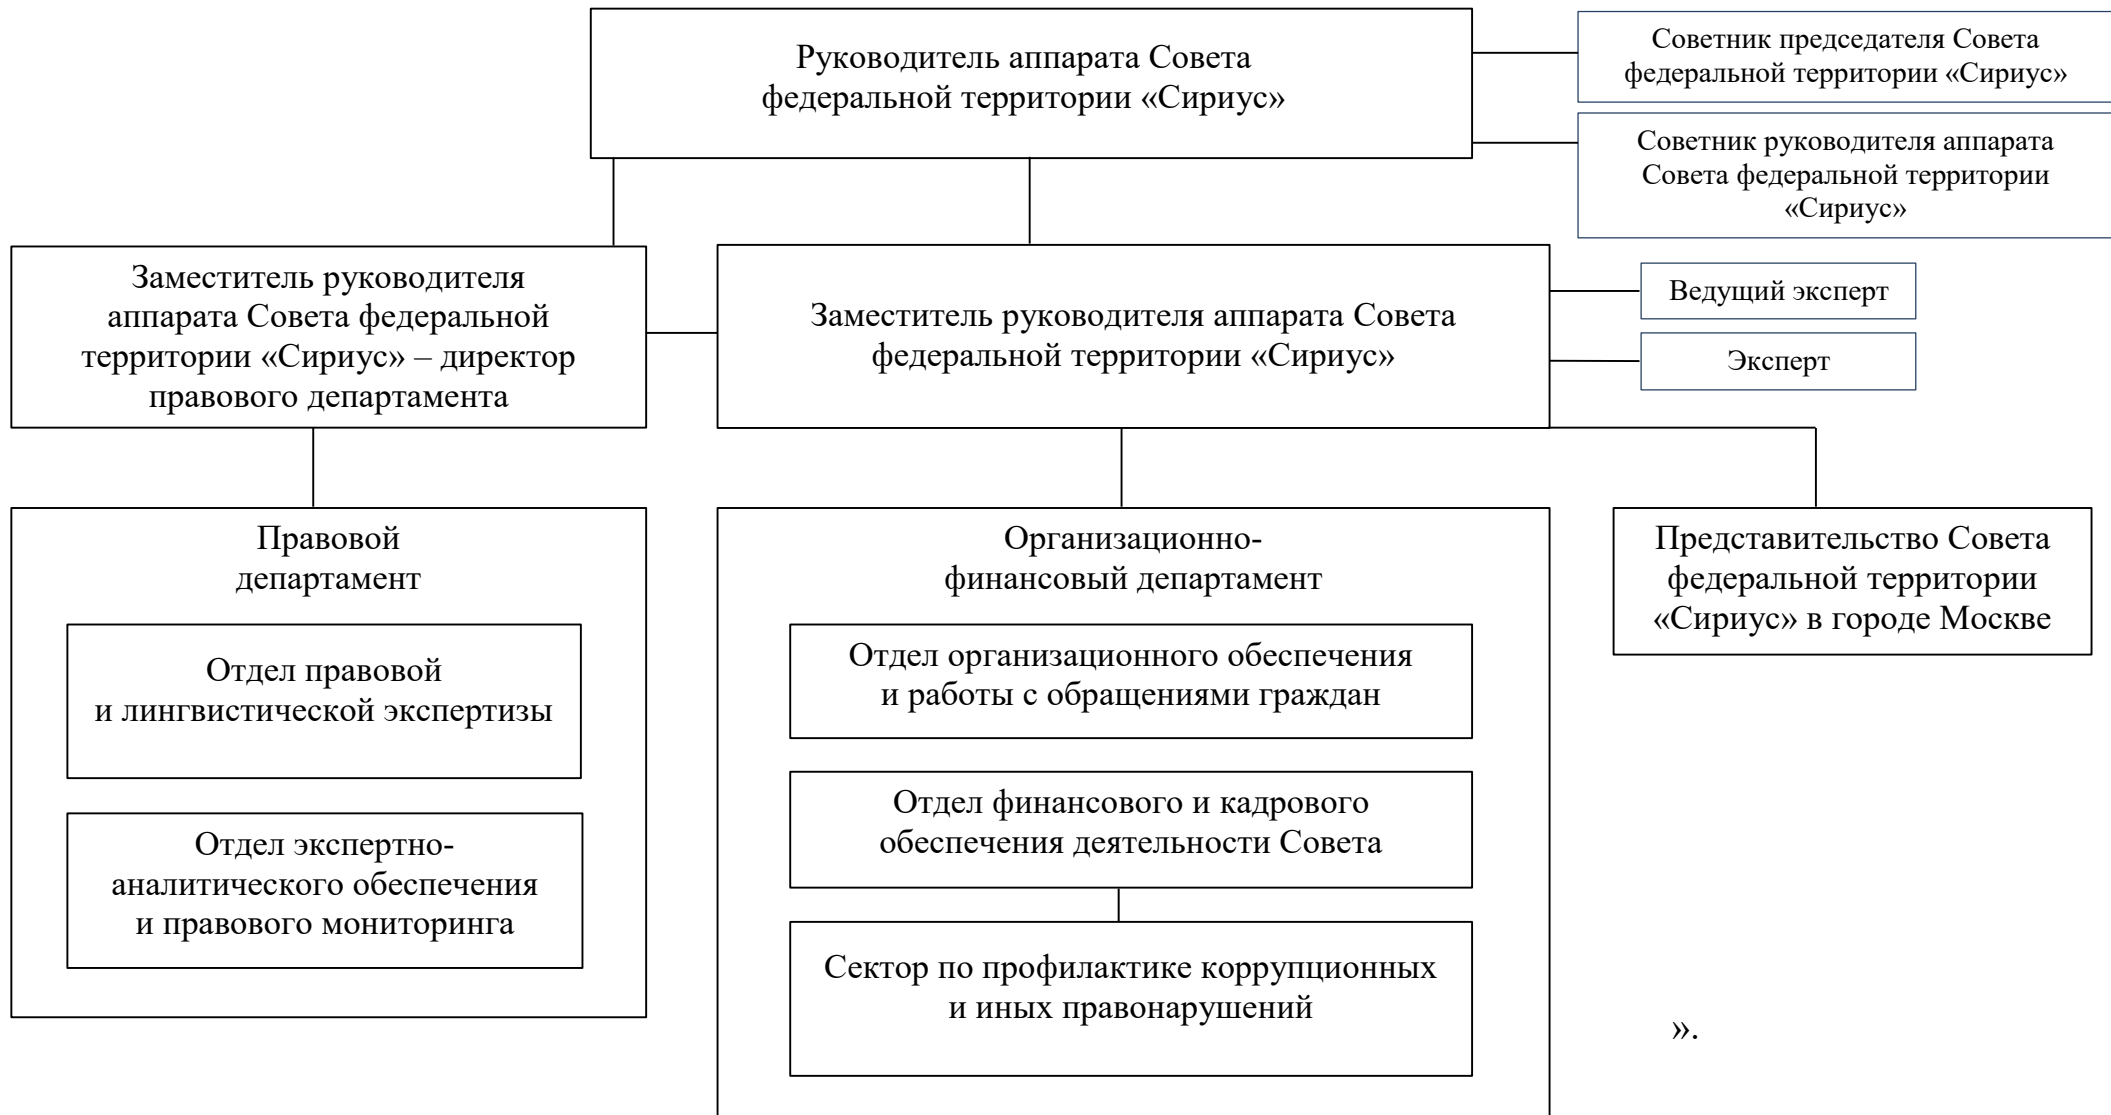 Руководитель аппарата Совета
федеральной территории «Сириус»
Советник председателя Совета
федеральной территории «Сириус»
Советник руководителя аппарата
Совета федеральной территории
«Сириус»
Заместитель руководителя
аппарата Совета федеральной
территории «Сириус» – директор
правового департамента
Заместитель руководителя аппарата Совета
федеральной территории «Сириус»
Ведущий эксперт
Эксперт
Правовой
департамент
Отдел правовой
и лингвистической экспертизы
Отдел экспертно-
аналитического обеспечения
и правового мониторинга
Организационно-
финансовый департамент
Отдел организационного обеспечения
и работы с обращениями граждан
Отдел финансового и кадрового
обеспечения деятельности Совета
Сектор по профилактике коррупционных
и иных правонарушений
Представительство Совета
федеральной территории
«Сириус» в городе Москве
».